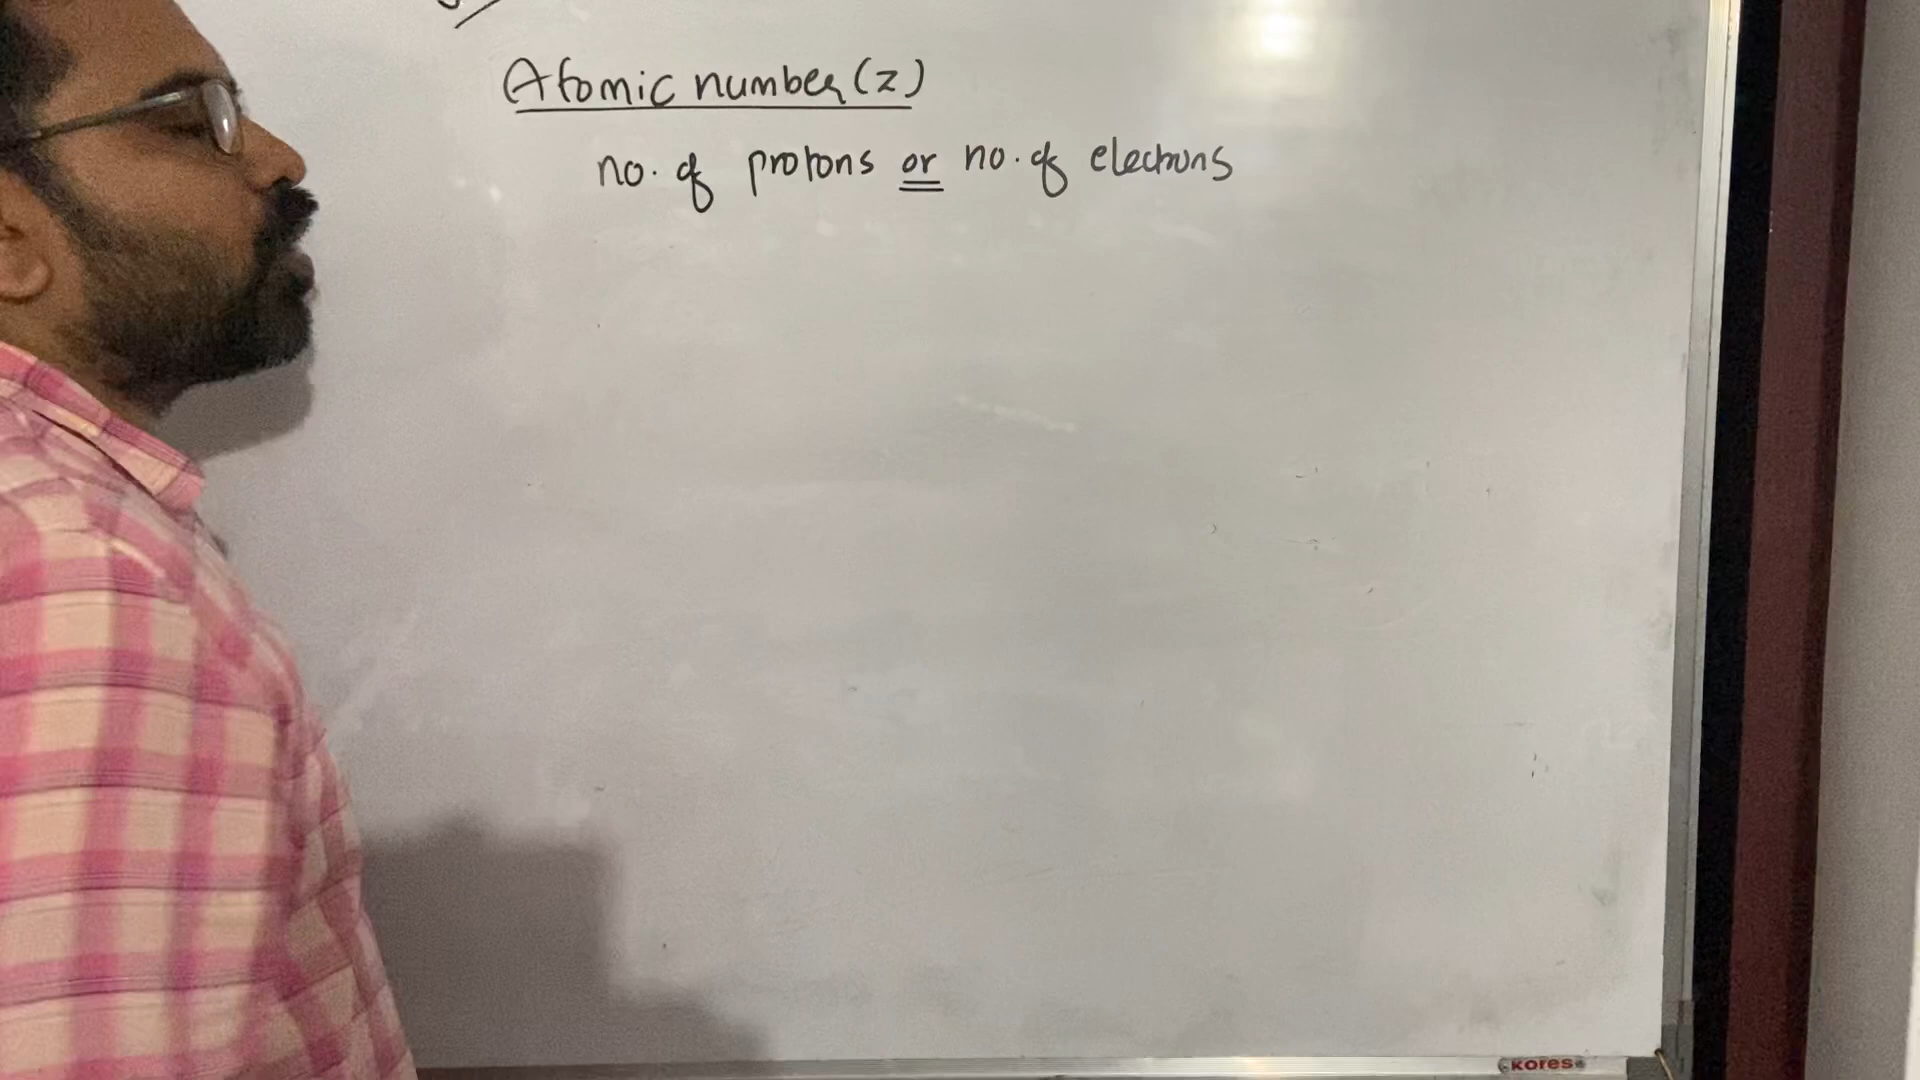 Atomic number (z)
no. of protons or no. of electrons
kores